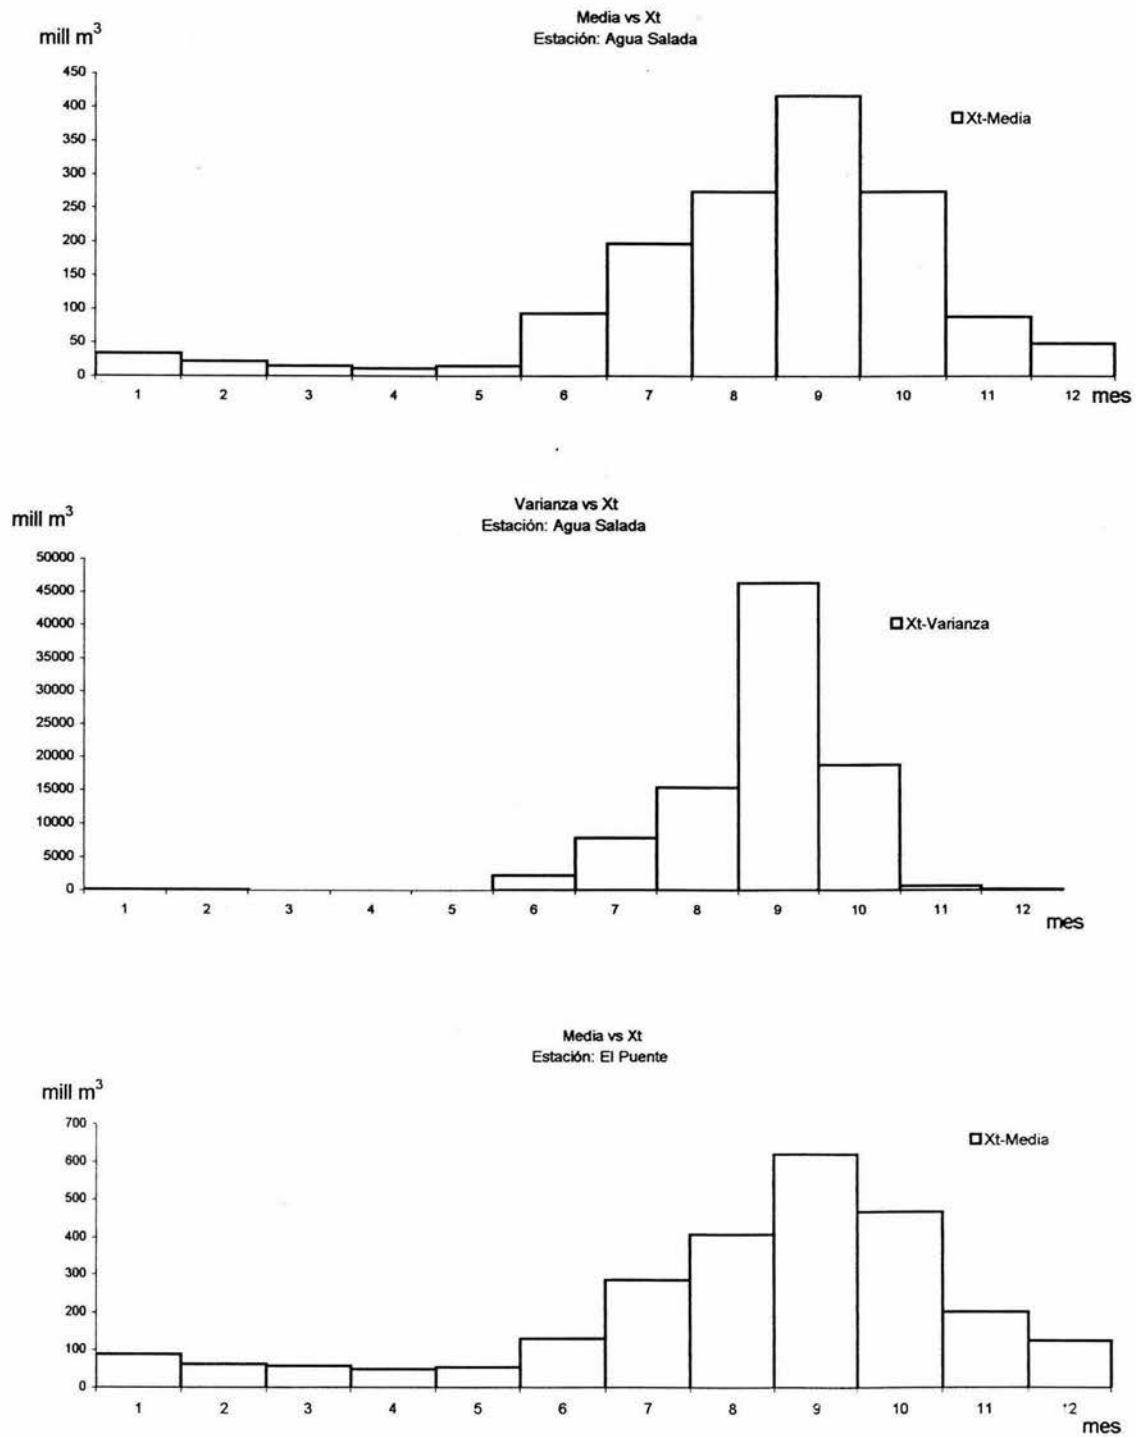 Media vs Xt
Estación: Agua Salada
mill m³
450
400
350
300
250
200
150
100
50
0
Xt-Media
1 2 3 4 5 6 7 8 9 10 11 12 mes
Varianza vs Xt
Estación: Agua Salada
mill m³
50000
45000
40000
35000
30000
25000
20000
15000
10000
5000
0
Xt-Varianza
1 2 3 4 5 6 7 8 9 10 11 12
mes
Media vs Xt
Estación: El Puente
mill m³
700
600
500
400
300
200
100
0
Xt-Media
1 2 3 4 5 6 7 8 9 10 11 12
mes